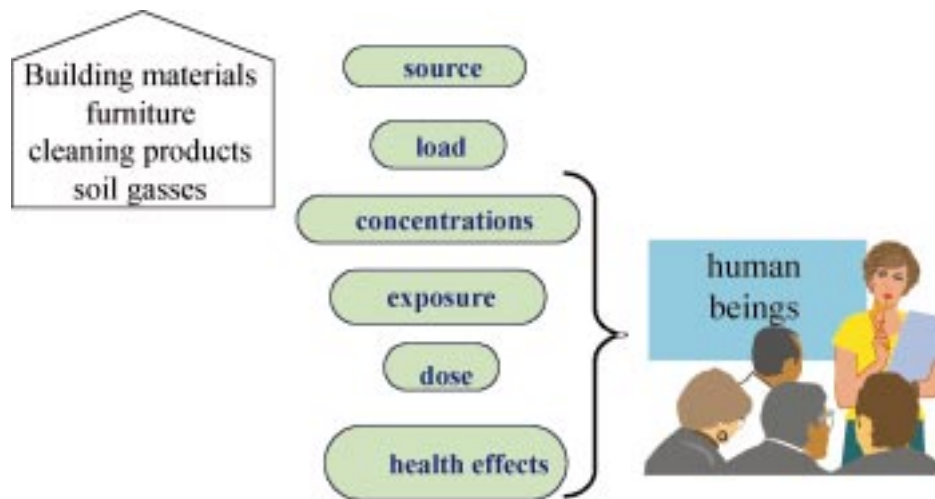 Building materials
furniture
cleaning products
soil gasses
source
load
concentrations
exposure
dose
health effects
human
beings